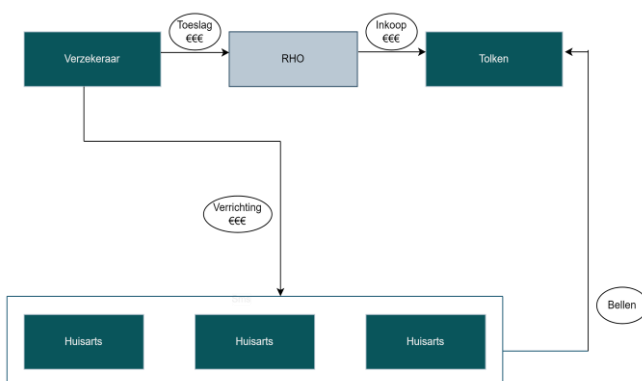 Toeslag
€€€
Inkoop
€€€
Verzekeraar
RHO
Tolken
Verrichting
€€€
Bellen
Huisarts
Huisarts
Huisarts